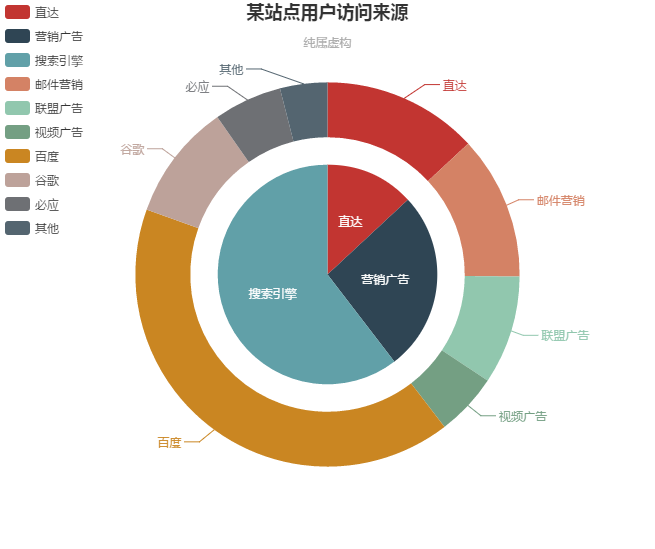 某站点用户访问来源
纯属虚构
直达
营销广告
搜索引擎
邮件营销
联盟广告
视频广告
百度
谷歌
必应
其他
其他
必应
谷歌
百度
直达
邮件营销
联盟广告
视频广告
直达
营销广告
搜索引擎